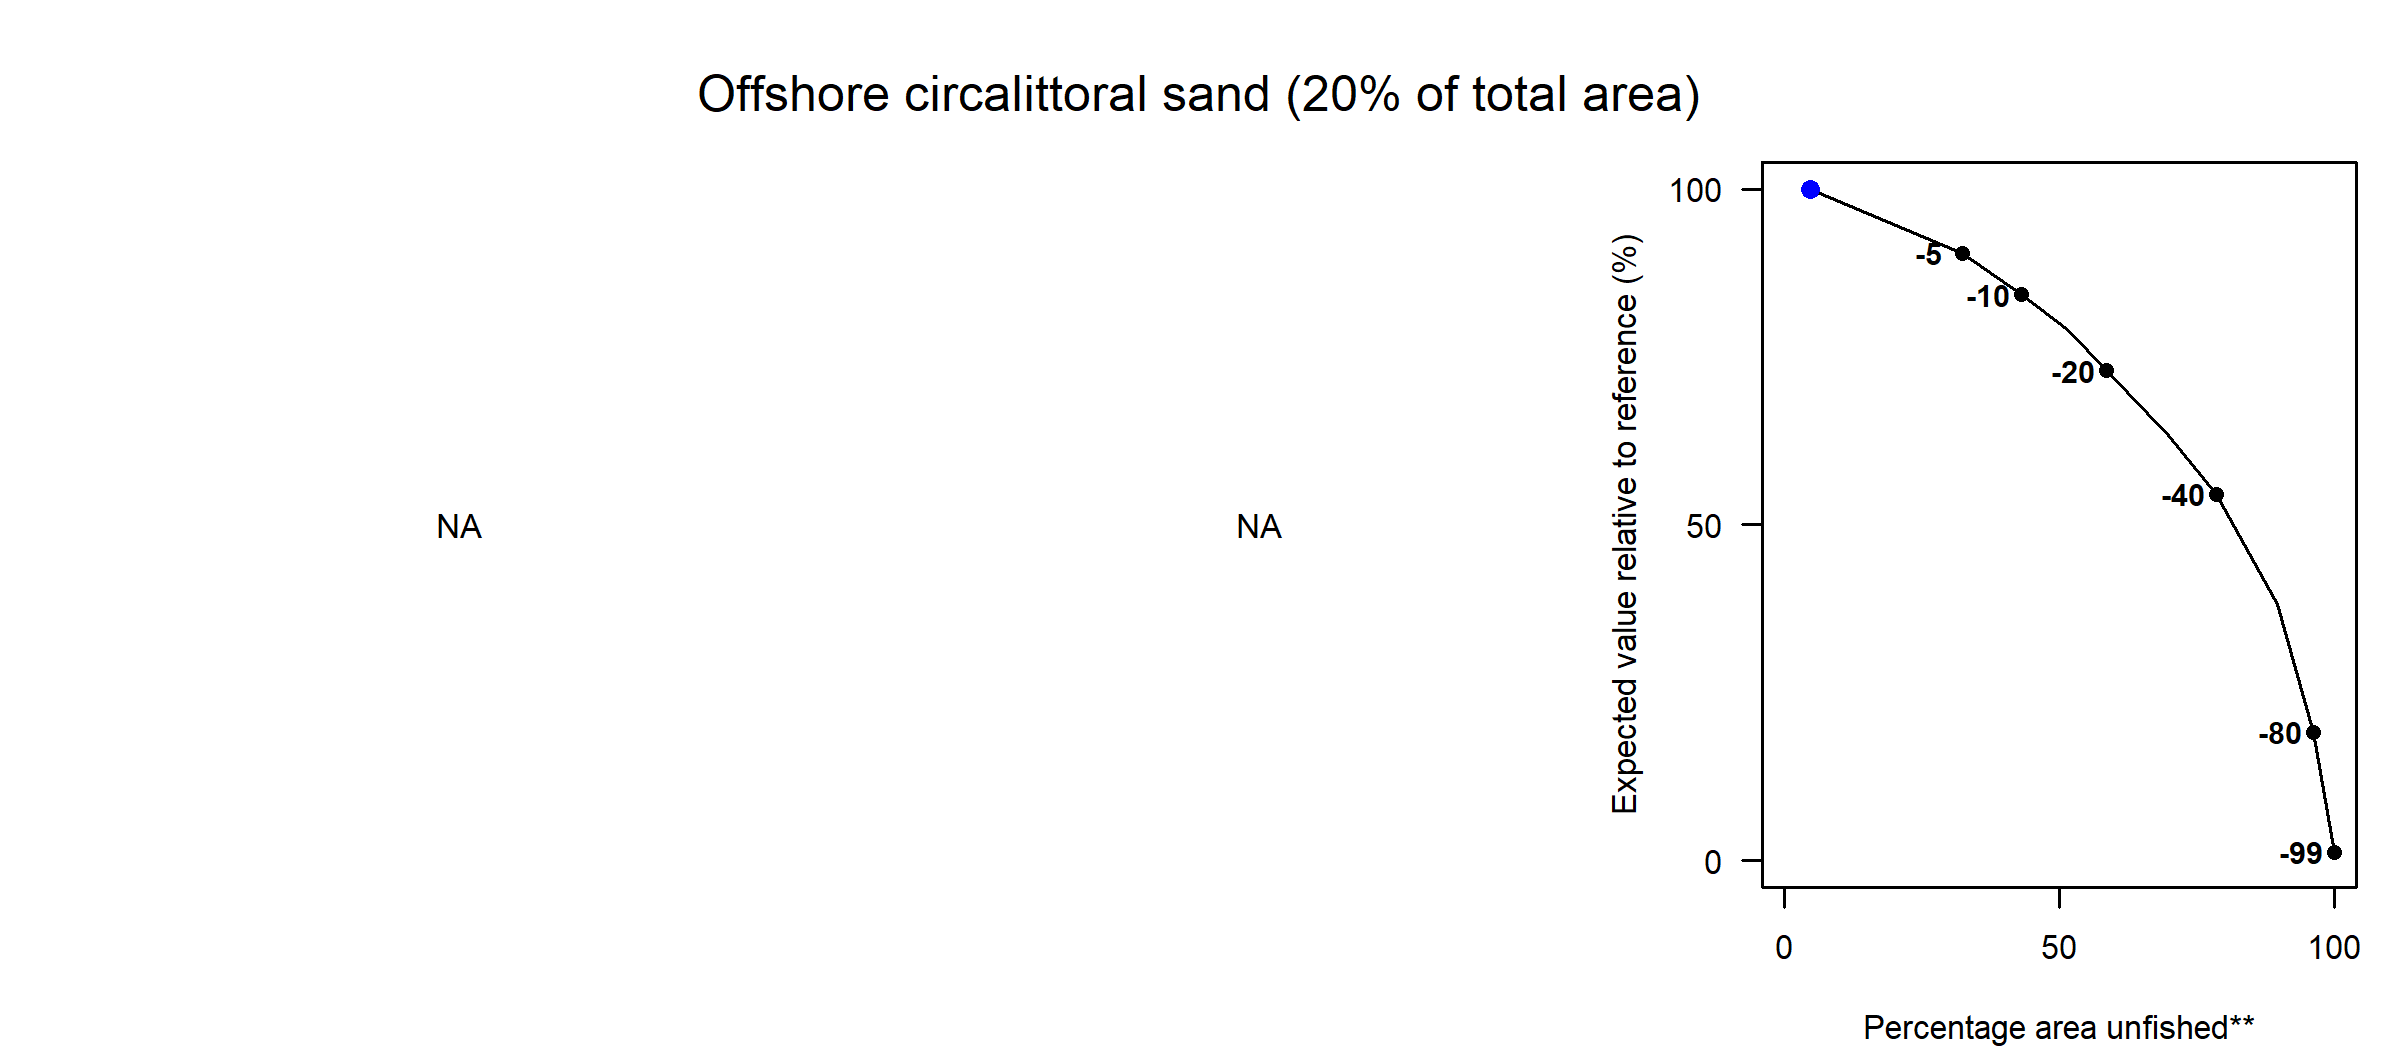 Offshore circalittoral sand (20% of total area)
NA
NA
Expected value relative to reference (%)
100
50
0
-5
-10
-20
-40
-80
-99
0
50
100
Percentage area unfished**